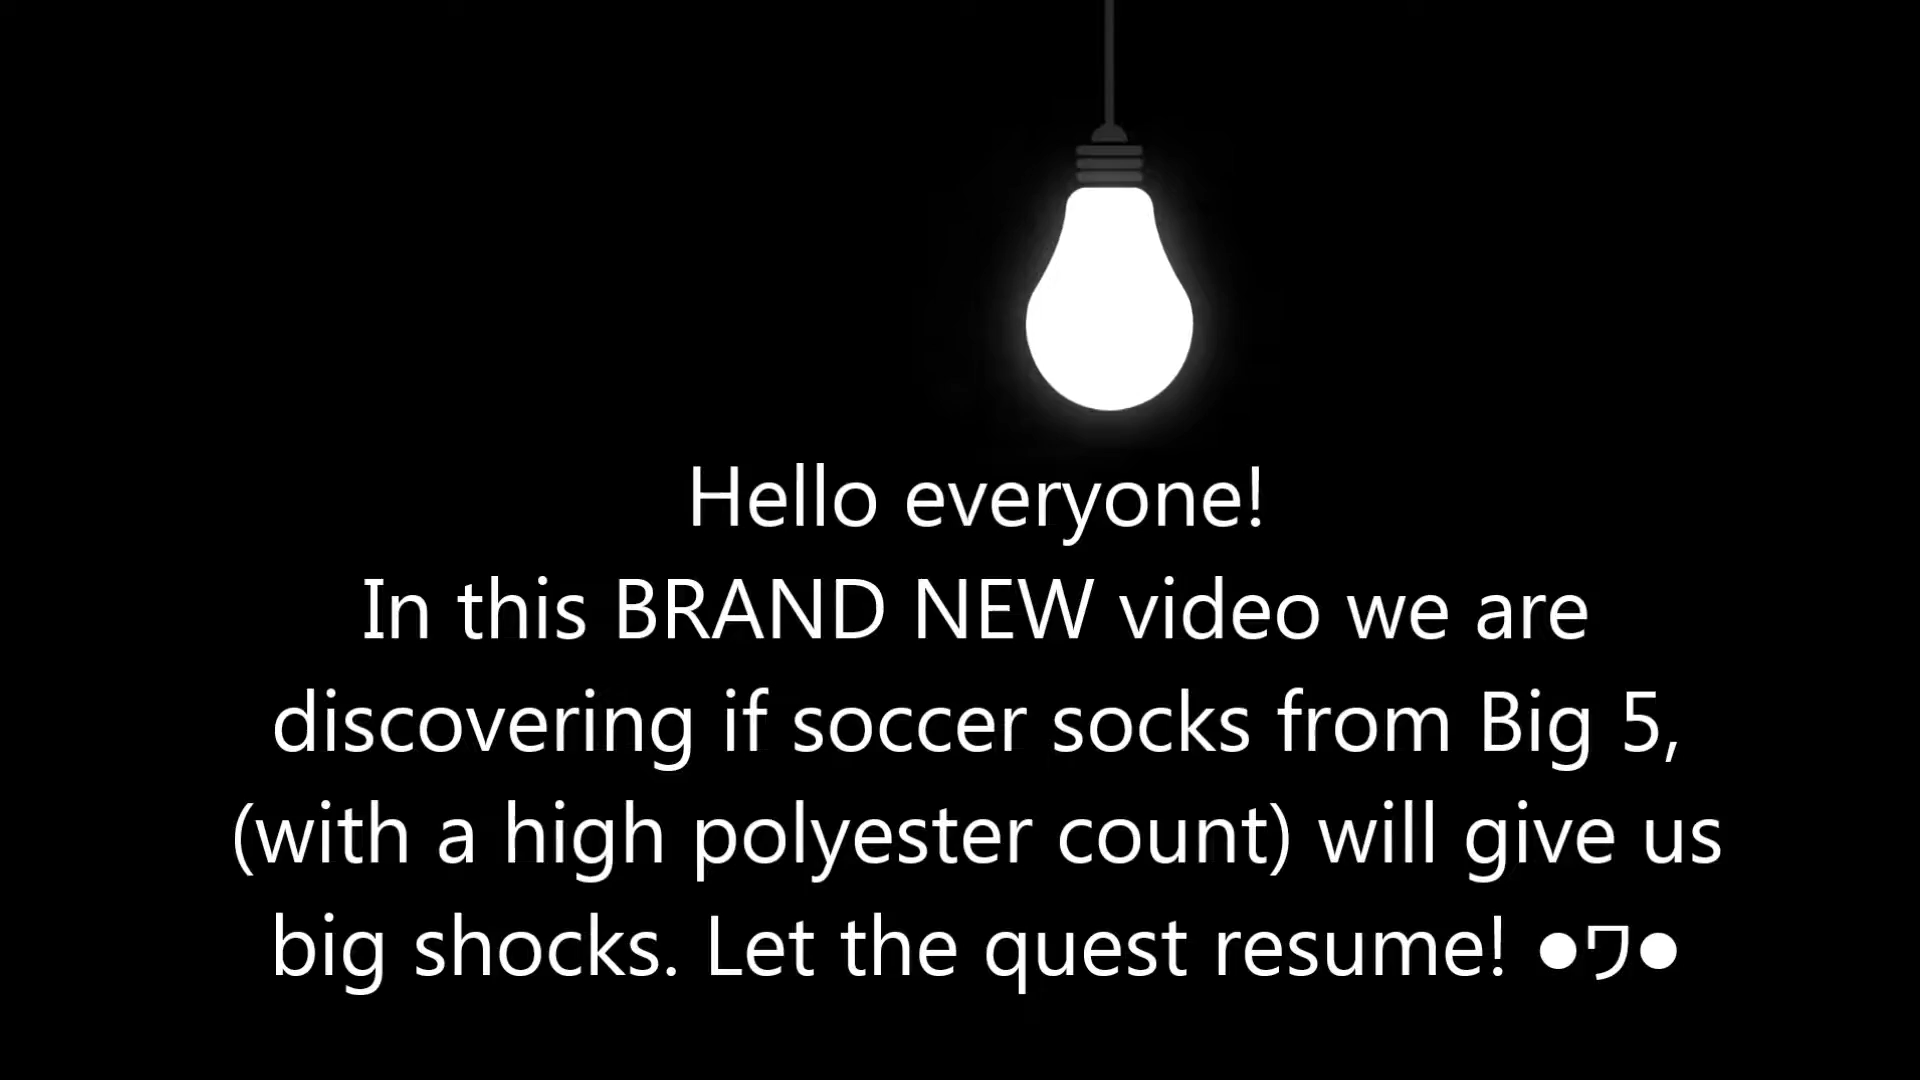 Hello everyone!
In this BRAND NEW video we are
discovering if soccer socks from Big 5,
(with a high polyester count) will give us
big shocks. Let the quest resume! ●ワ●